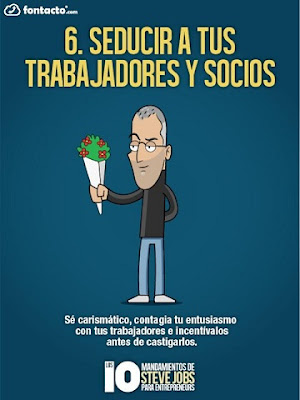 fontacto.com
6. SEDUCIR A TUS
TRABAJADORES Y SOCIOS
Sé carismático, contagia tu entusiasmo
con tus trabajadores e incentívalos
antes de castigarlos.
LOS 10 MANDAMIENTOS DE
STEVE JOBS
PARA ENTREPRENEURS